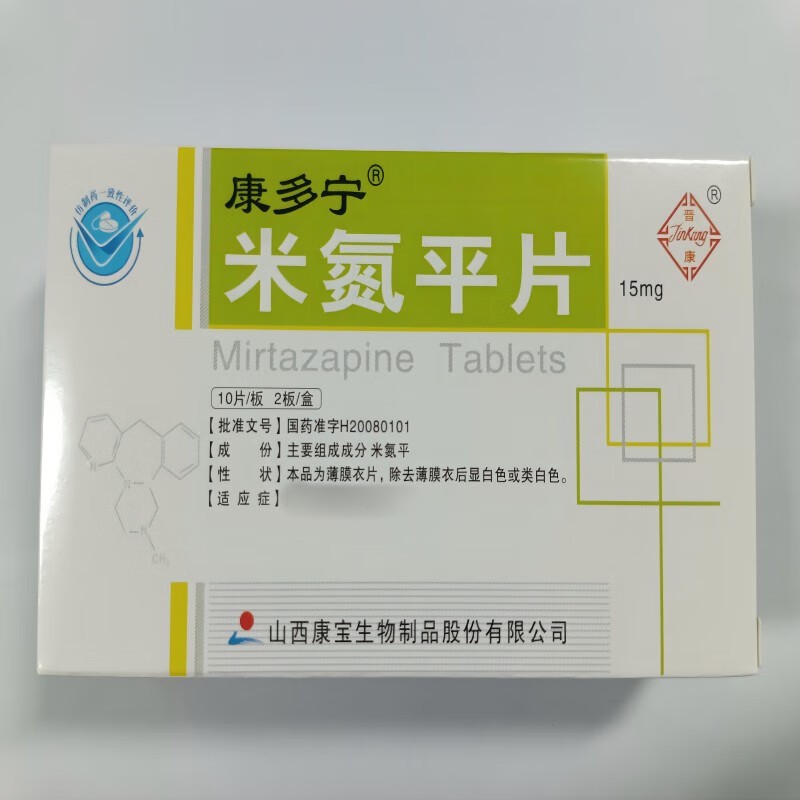 仿制药一致性评价
康多宁®
米氮平片
晋
JinKang
康
®
15mg
Mirtazapine Tablets
10片/板 2板/盒
【批准文号】国药准字H20080101
【成 份】主要组成成分 米氮平
【性 状】本品为薄膜衣片，除去薄膜衣后显白色或类白色。
【适应症】
N
N
N
CH₃
山西康宝生物制品股份有限公司